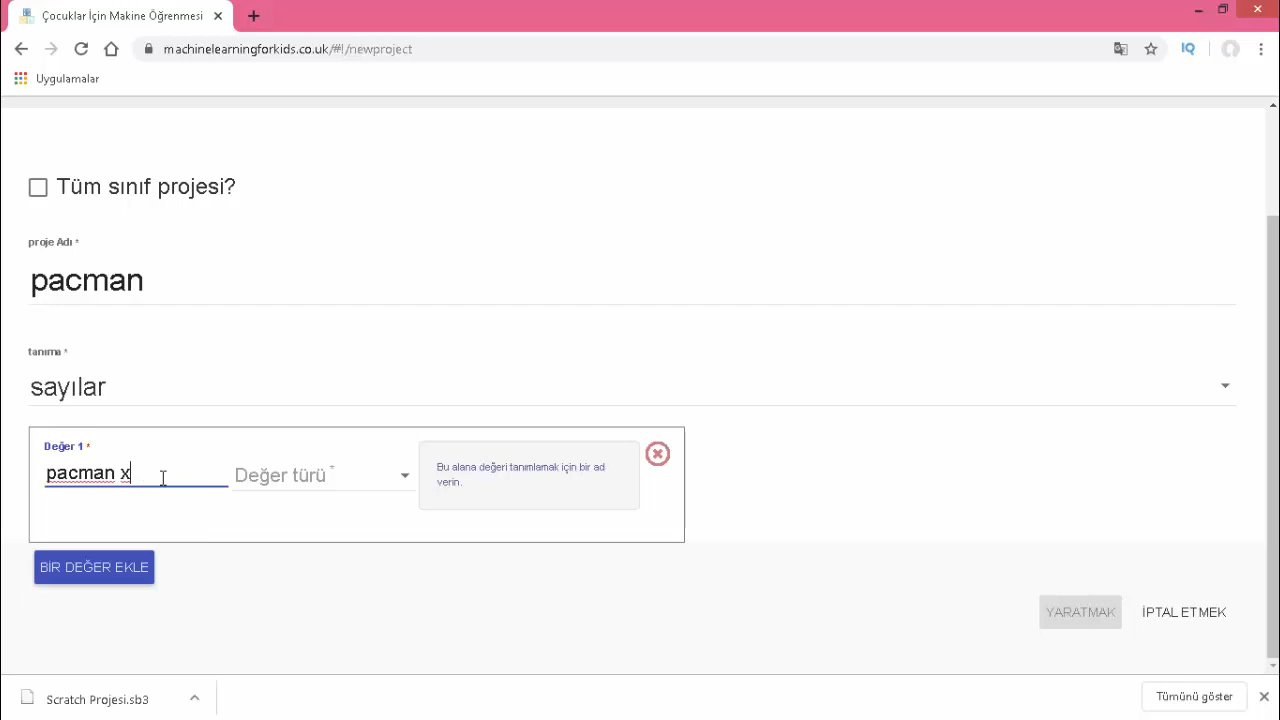 Çocuklar İçin Makine Öğrenmesi
machinelearningforkids.co.uk/#!/newproject
IQ
Uygulamalar
Tüm sınıf projesi?
proje Adı *
pacman
tanıma *
sayılar
Değer 1 *
pacman x
Değer türü *
Bu alana değeri tanımlamak için bir ad
verin.
BİR DEĞER EKLE
YARATMAK
İPTAL ETMEK
Scratch Projesi.sb3
Tümünü göster